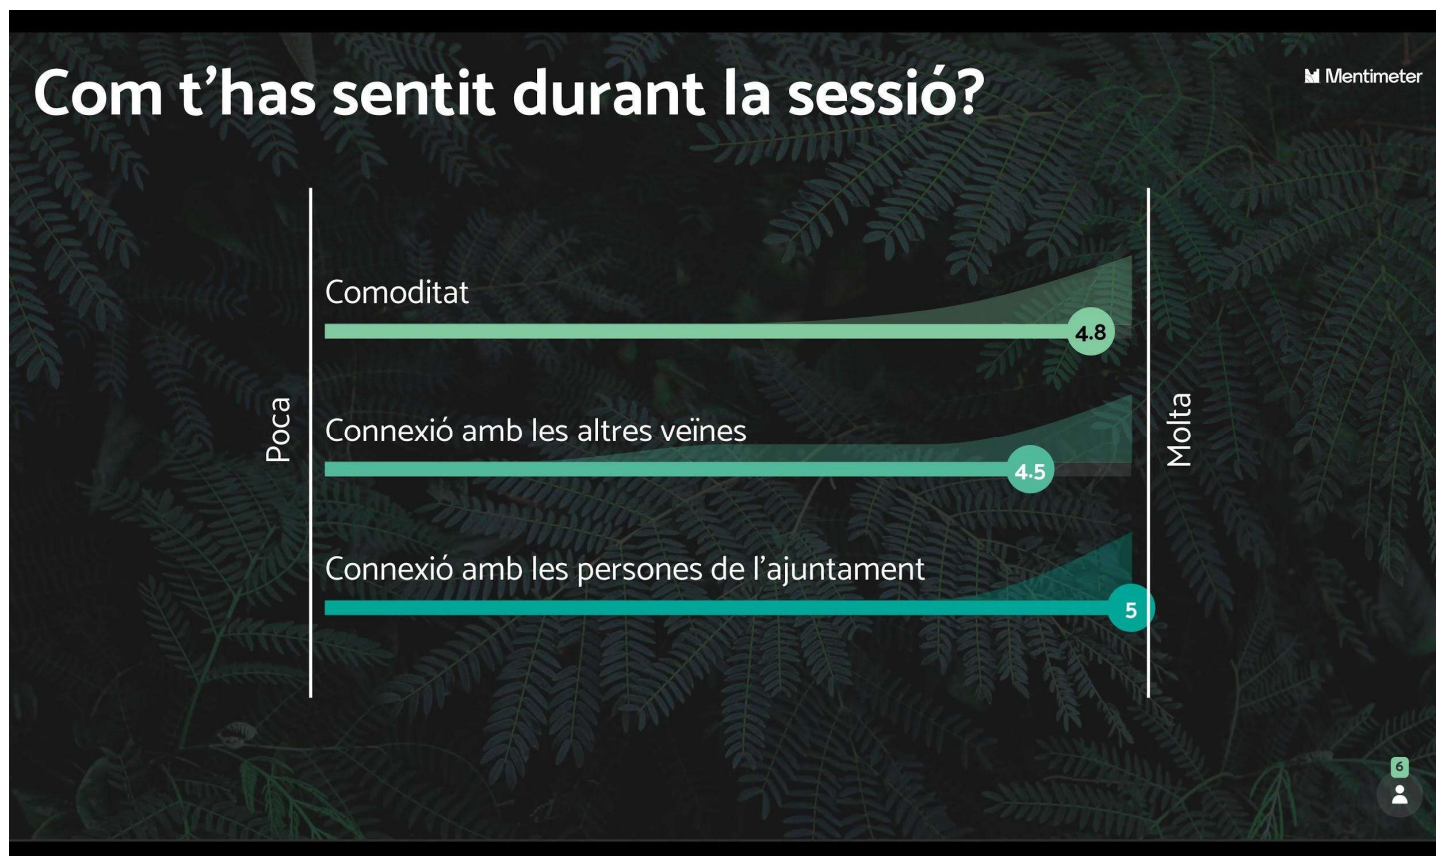 Com t'has sentit durant la sessió?
Mentimeter
Comoditat
4.8
Poca
Connexió amb les altres veïnes
4.5
Molta
Connexió amb les persones de l'ajuntament
5
6